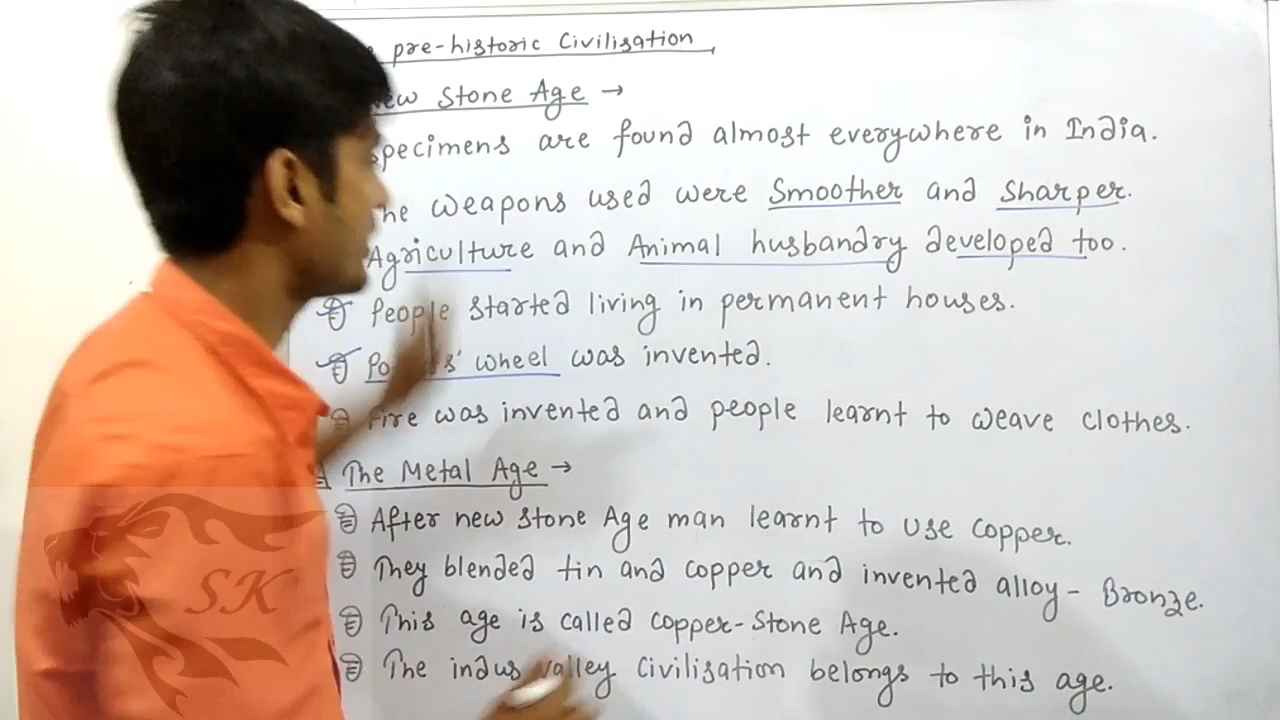 pre-historic Civilisation
ew Stone Age →
specimens are found almost everywhere in India.
he weapons used were Smoother and Sharper.
Agriculture and Animal husbandry developed too.
People started living in permanent houses.
wheel was invented.
Fire was invented and people learnt to weave clothes.
The Metal Age →
After new stone Age man learnt to use copper.
They blended tin and copper and invented alloy - Bronze.
This age is called copper-Stone Age.
The indus valley Civilisation belongs to this age.
SK